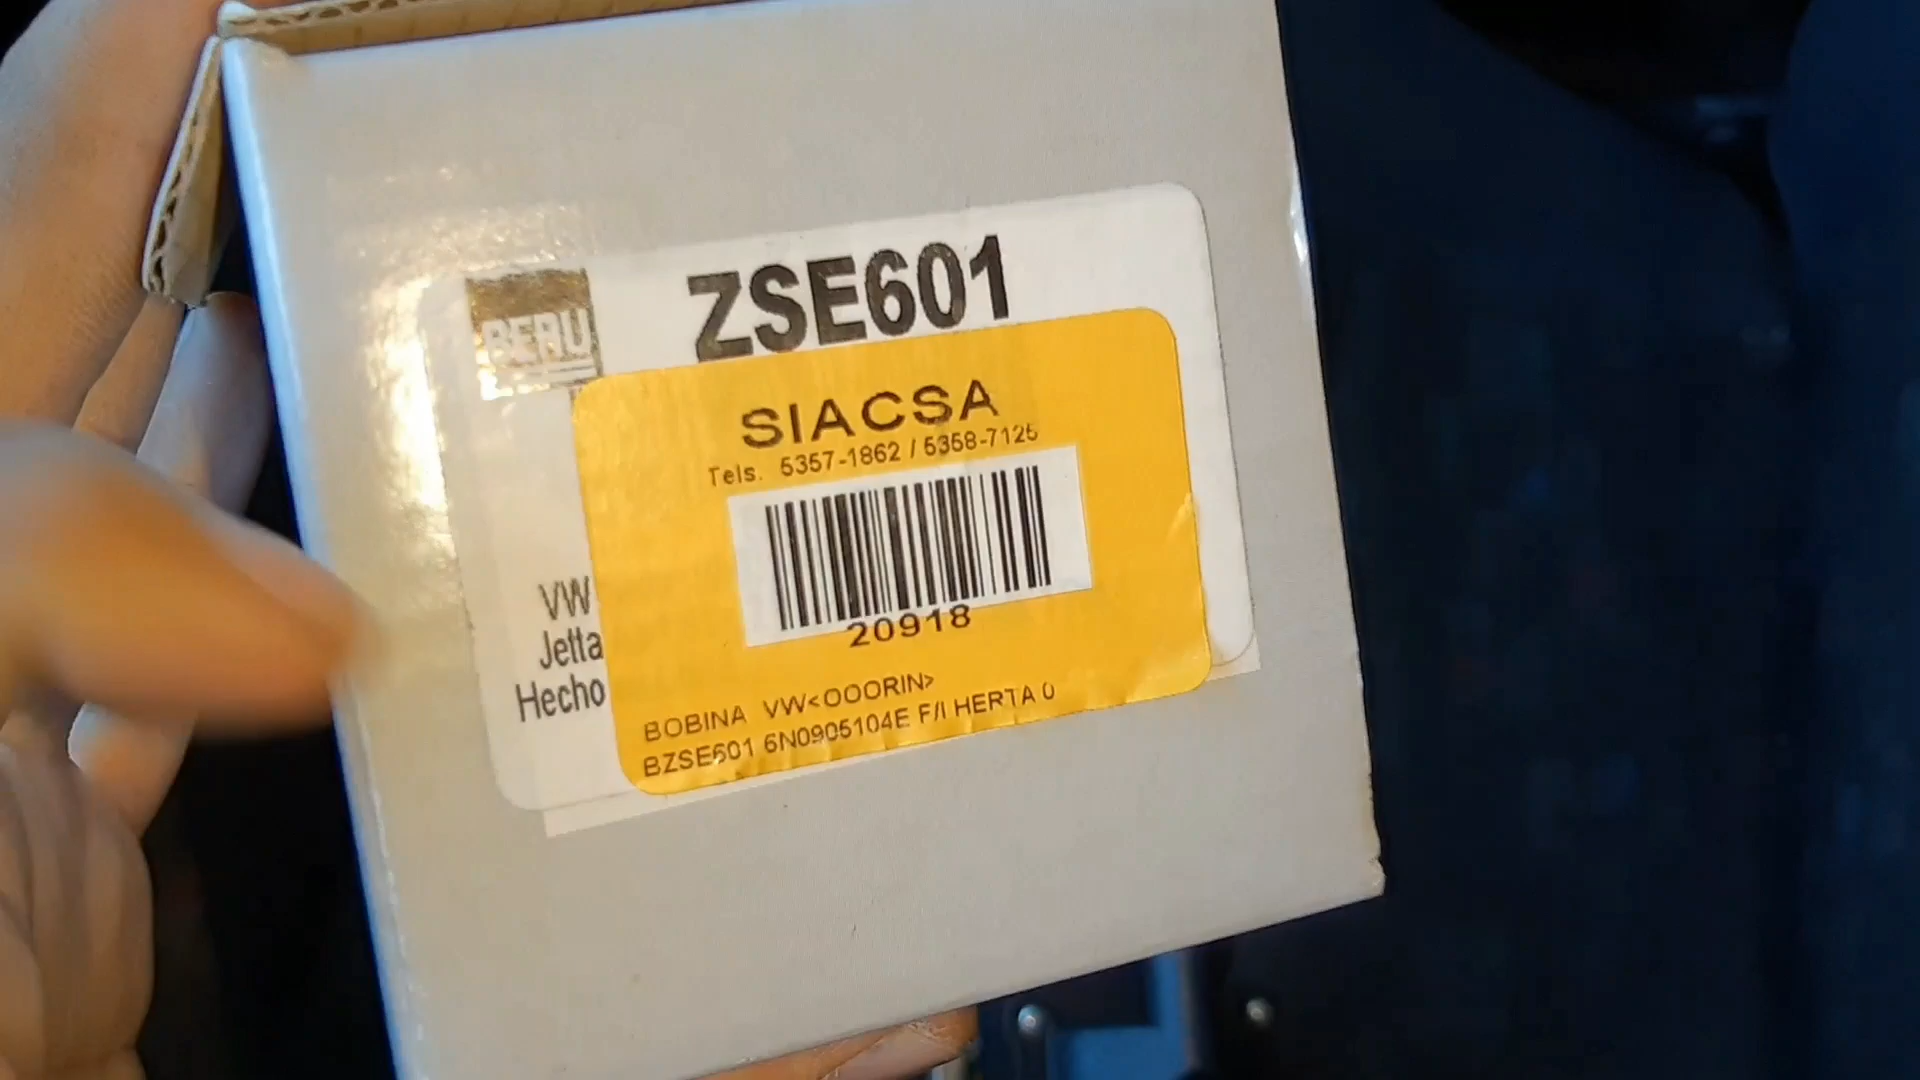 BERU
ZSE601
SIACSA
Tels. 5357-1862 / 5358-7125
20918
VW
Jetta
Hecho
BOBINA VW<OOORIN>
BZSE601 6N0905104E F/I HERTA 0